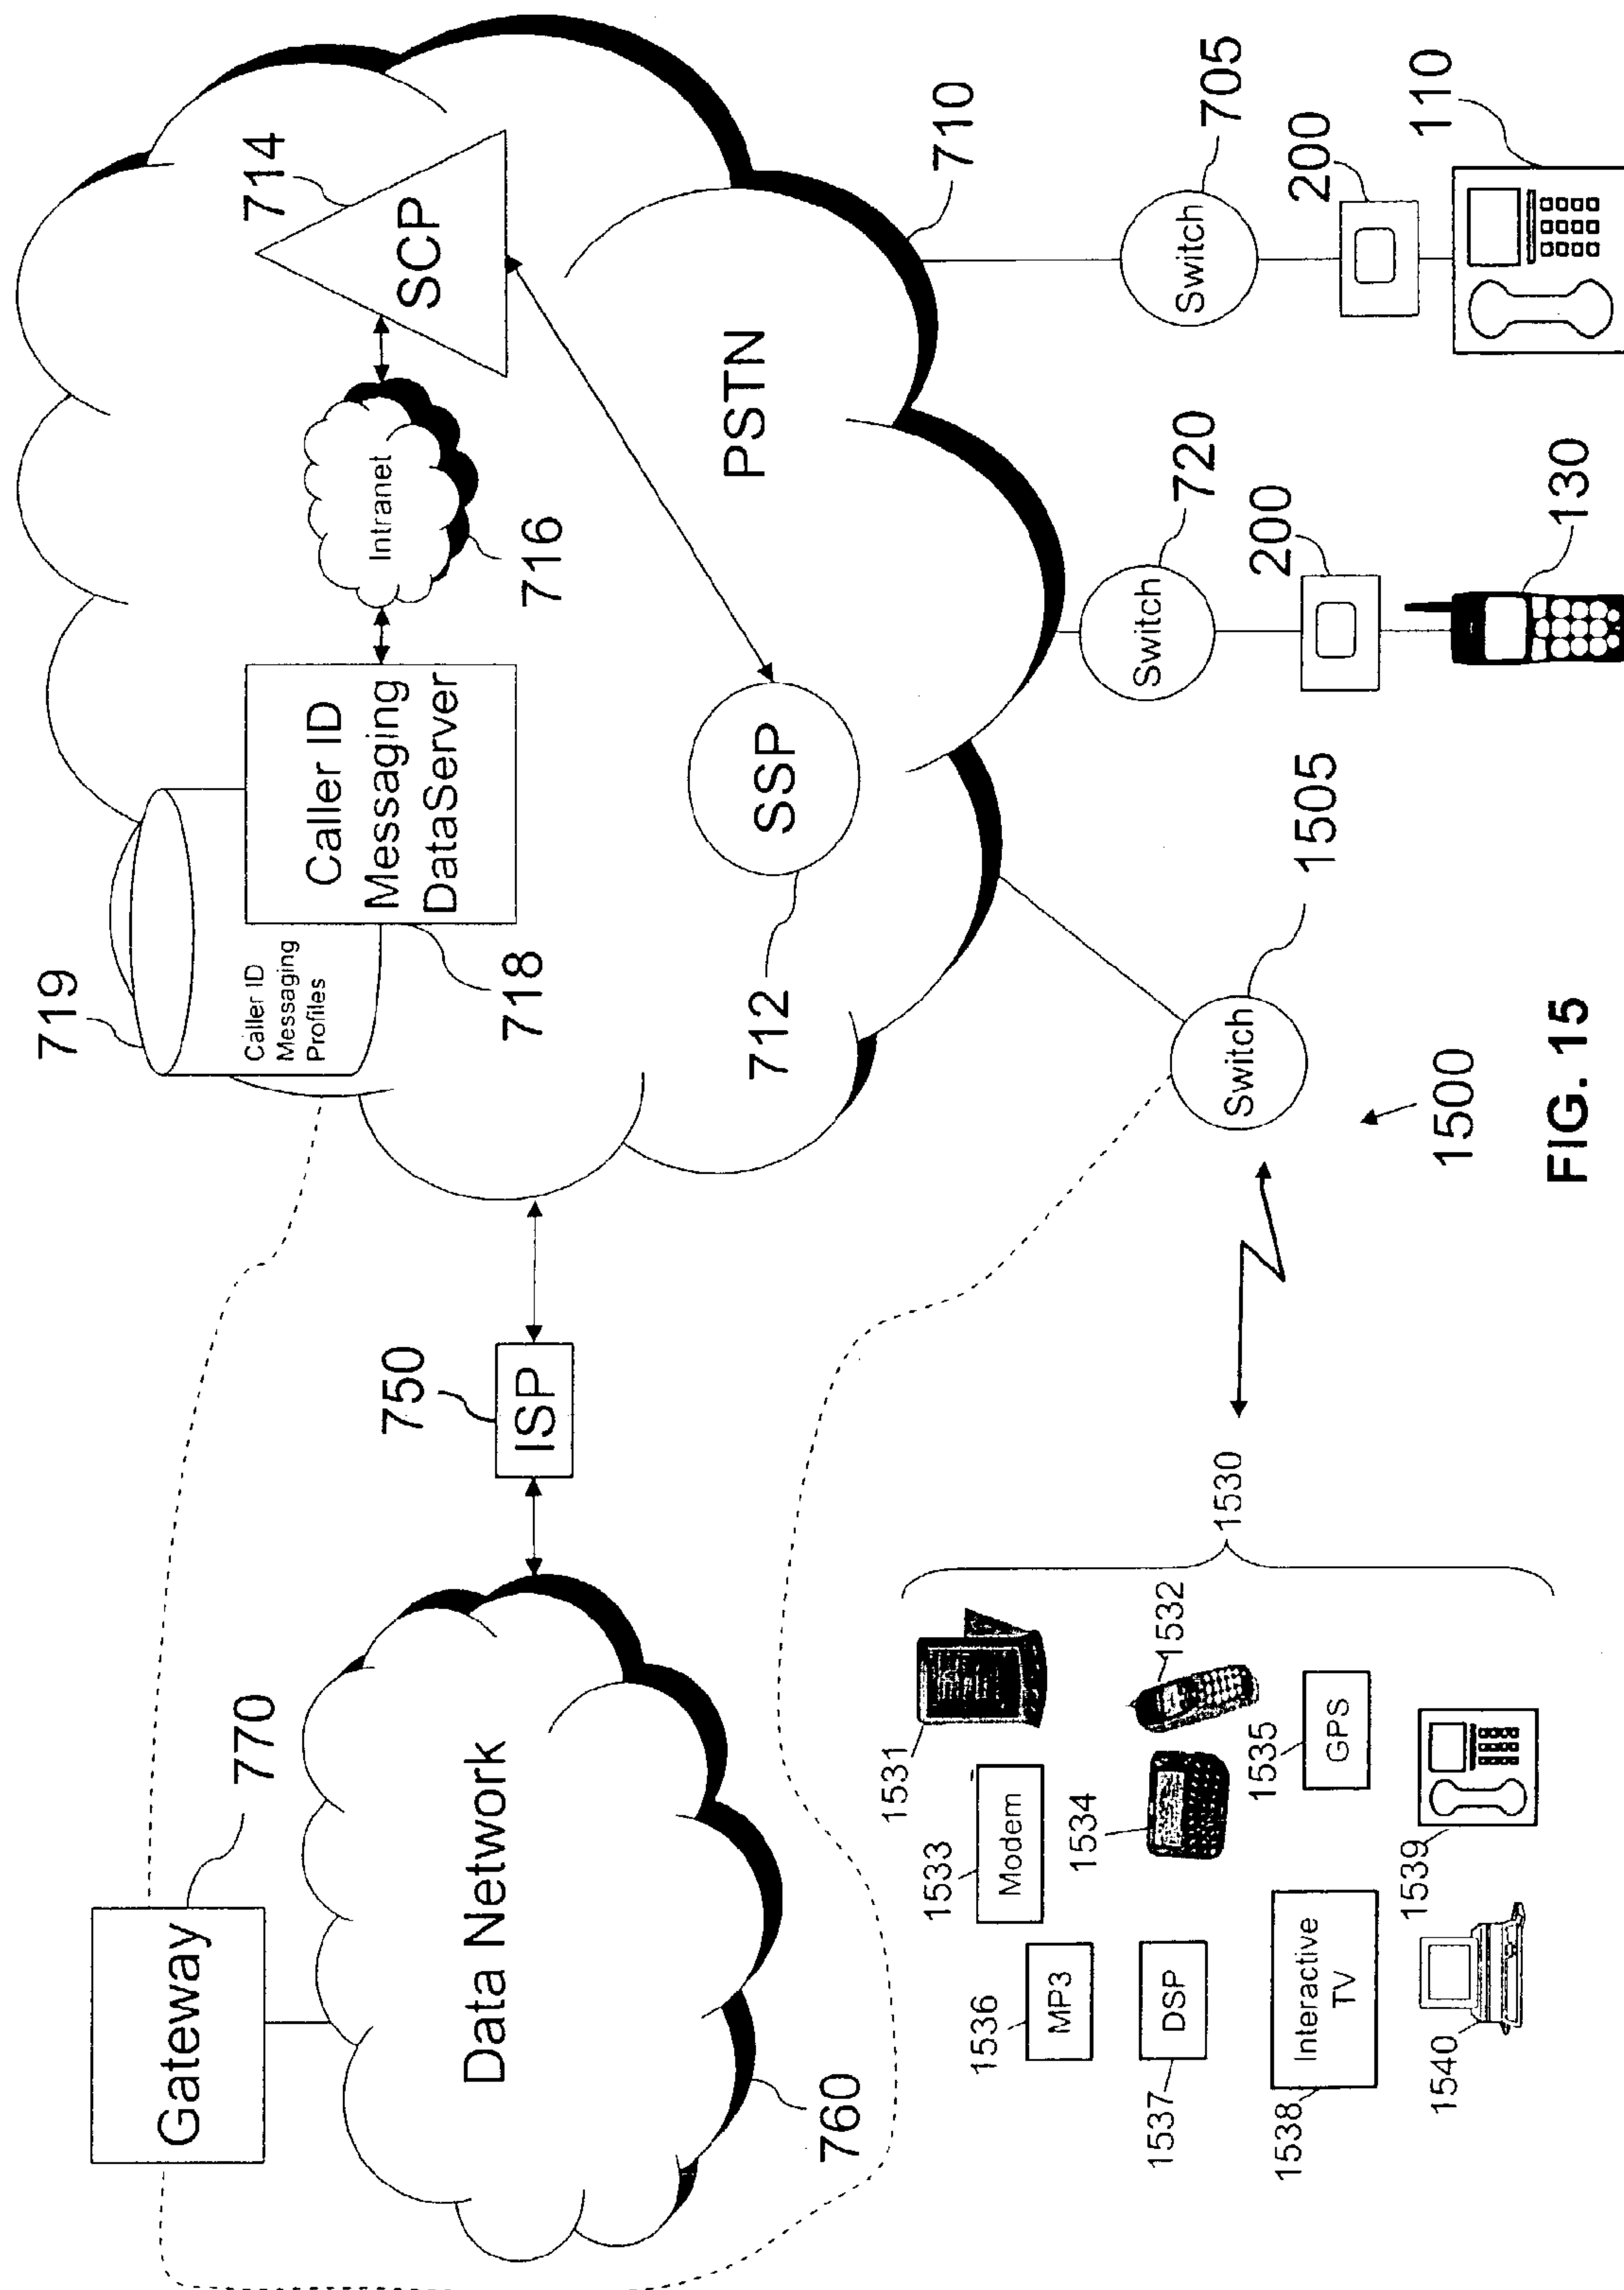 Gateway
770
Data Network
760
750
ISP
719
Caller ID
Messaging
Profiles
718
Caller ID
Messaging
DataServer
716
Intranet
714
SCP
SSP
712
PSTN
710
Switch
705
200
110
Switch
720
200
130
Switch
1505
1500
1530
1531
1532
1533
Modem
1534
1535
GPS
1536
MP3
1537
DSP
1538
Interactive
TV
1539
1540
FIG. 15